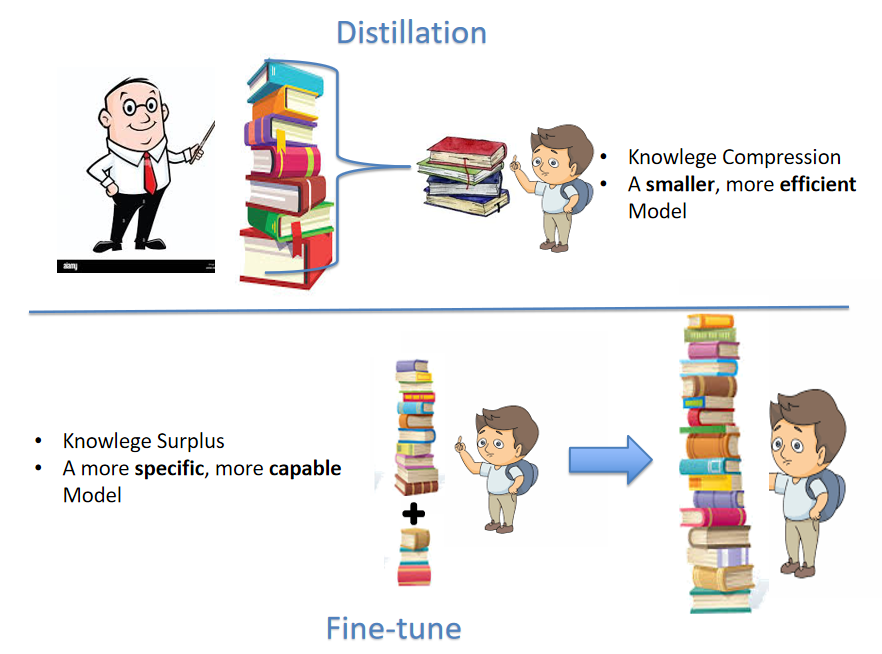 Distillation
• Knowlege Compression
• A smaller, more efficient
Model
alamy
• Knowlege Surplus
• A more specific, more capable
Model
Fine-tune